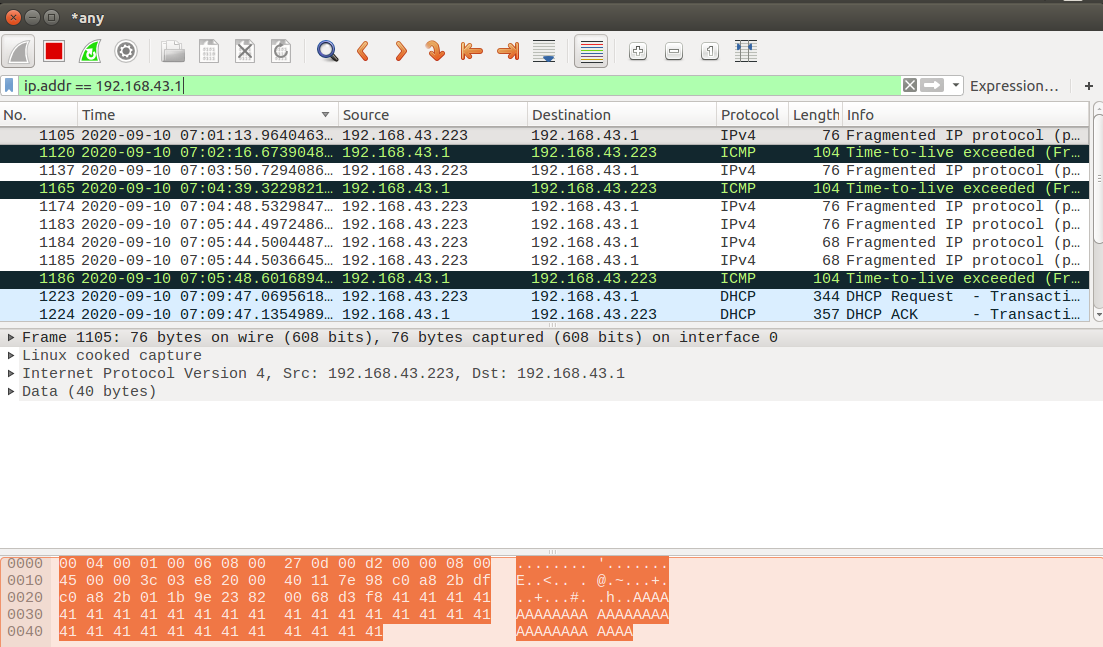 *any
ip.addr == 192.168.43.1
Expression…
+
No. Time Source Destination Protocol Length Info
1105 2020-09-10 07:01:13.9640463… 192.168.43.223 192.168.43.1 IPv4 76 Fragmented IP protocol (p…
1120 2020-09-10 07:02:16.6739048… 192.168.43.1 192.168.43.223 ICMP 104 Time-to-live exceeded (Fr…
1137 2020-09-10 07:03:50.7294086… 192.168.43.223 192.168.43.1 IPv4 76 Fragmented IP protocol (p…
1165 2020-09-10 07:04:39.3229821… 192.168.43.1 192.168.43.223 ICMP 104 Time-to-live exceeded (Fr…
1174 2020-09-10 07:04:48.5329847… 192.168.43.223 192.168.43.1 IPv4 76 Fragmented IP protocol (p…
1183 2020-09-10 07:05:44.4972486… 192.168.43.223 192.168.43.1 IPv4 76 Fragmented IP protocol (p…
1184 2020-09-10 07:05:44.5004487… 192.168.43.223 192.168.43.1 IPv4 68 Fragmented IP protocol (p…
1185 2020-09-10 07:05:44.5036645… 192.168.43.223 192.168.43.1 IPv4 68 Fragmented IP protocol (p…
1186 2020-09-10 07:05:48.6016894… 192.168.43.1 192.168.43.223 ICMP 104 Time-to-live exceeded (Fr…
1223 2020-09-10 07:09:47.0695618… 192.168.43.223 192.168.43.1 DHCP 344 DHCP Request - Transacti…
1224 2020-09-10 07:09:47.1354989… 192.168.43.1 192.168.43.223 DHCP 357 DHCP ACK - Transacti…
Frame 1105: 76 bytes on wire (608 bits), 76 bytes captured (608 bits) on interface 0
Linux cooked capture
Internet Protocol Version 4, Src: 192.168.43.223, Dst: 192.168.43.1
Data (40 bytes)
0000 00 04 00 01 00 06 08 00 27 0d 00 d2 00 00 08 00 ........ '.......
0010 45 00 00 3c 03 e8 20 00 40 11 7e 98 c0 a8 2b df E..<.. . @.~...+.
0020 c0 a8 2b 01 1b 9e 23 82 00 68 d3 f8 41 41 41 41 ..+...#. .h..AAAA
0030 41 41 41 41 41 41 41 41 41 41 41 41 41 41 41 41 AAAAAAAA AAAAAAAA
0040 41 41 41 41 41 41 41 41 41 41 41 41 AAAAAAAA AAAA